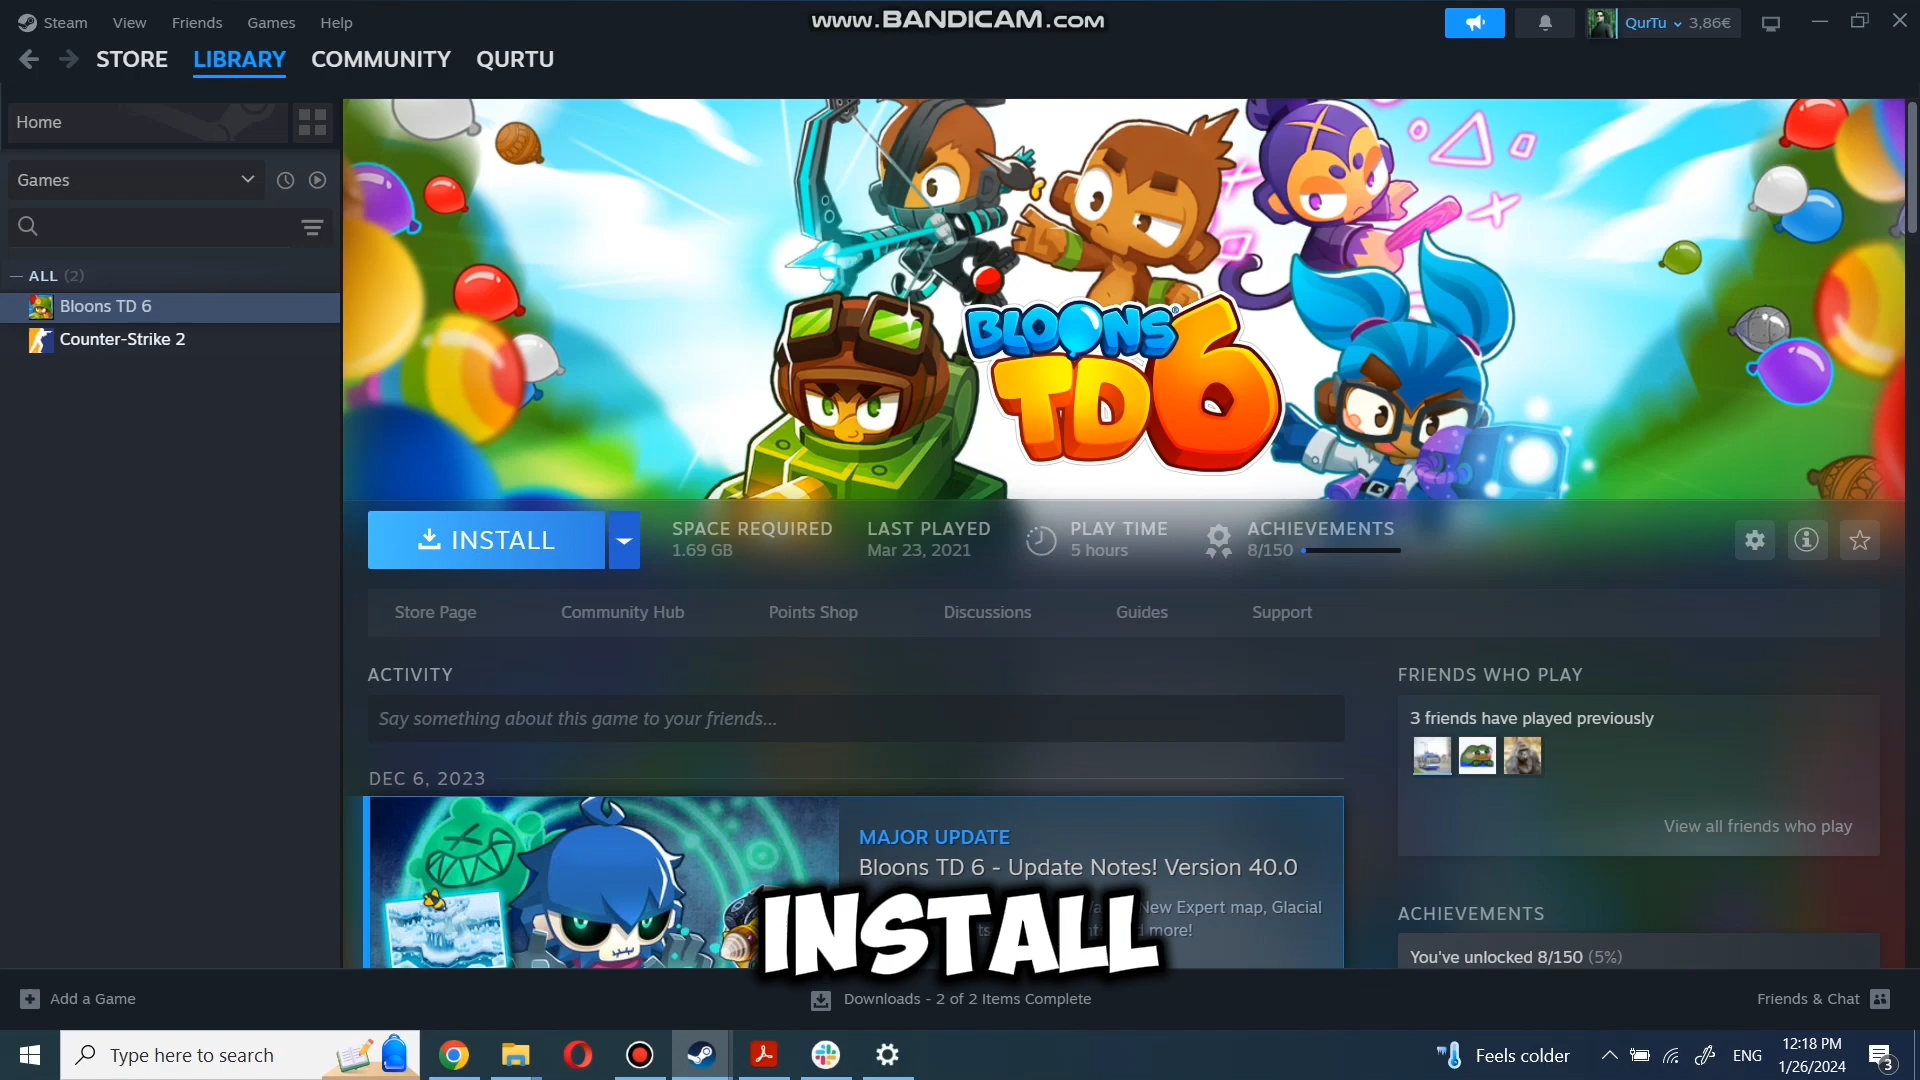 Steam View Friends Games Help
www.BANDICAM.com
QurTu 3,86€
STORE LIBRARY COMMUNITY QURTU
Home
Games
ALL (2)
Bloons TD 6
Counter-Strike 2
BLOONS
TD6
INSTALL
SPACE REQUIRED
1.69 GB
LAST PLAYED
Mar 23, 2021
PLAY TIME
5 hours
ACHIEVEMENTS
8/150
Store Page Community Hub Points Shop Discussions Guides Support
ACTIVITY
Say something about this game to your friends...
DEC 6, 2023
MAJOR UPDATE
Bloons TD 6 - Update Notes! Version 40.0
New Expert map, Glacial
more!
INSTALL
FRIENDS WHO PLAY
3 friends have played previously
View all friends who play
ACHIEVEMENTS
You've unlocked 8/150 (5%)
Add a Game
Downloads - 2 of 2 Items Complete
Friends & Chat
Type here to search
Feels colder
ENG
12:18 PM
1/26/2024
3